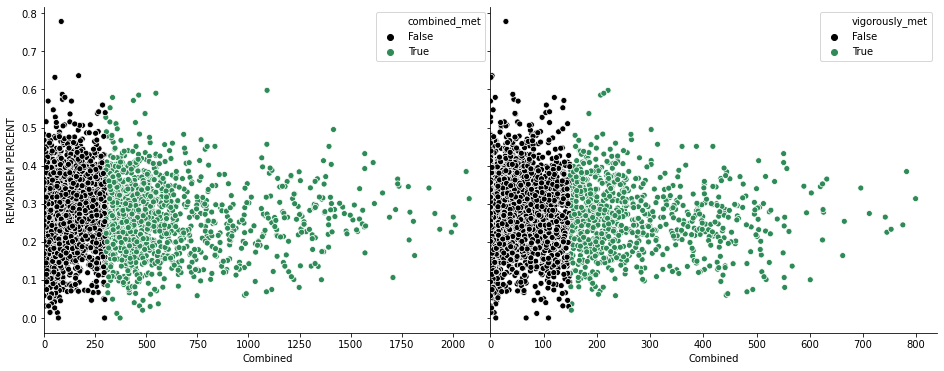 combined_met
False
True
vigorously_met
False
True
REM2NREM PERCENT
0.8
0.7
0.6
0.5
0.4
0.3
0.2
0.1
0.0
0 250 500 750 1000 1250 1500 1750 2000
Combined
0 100 200 300 400 500 600 700 800
Combined